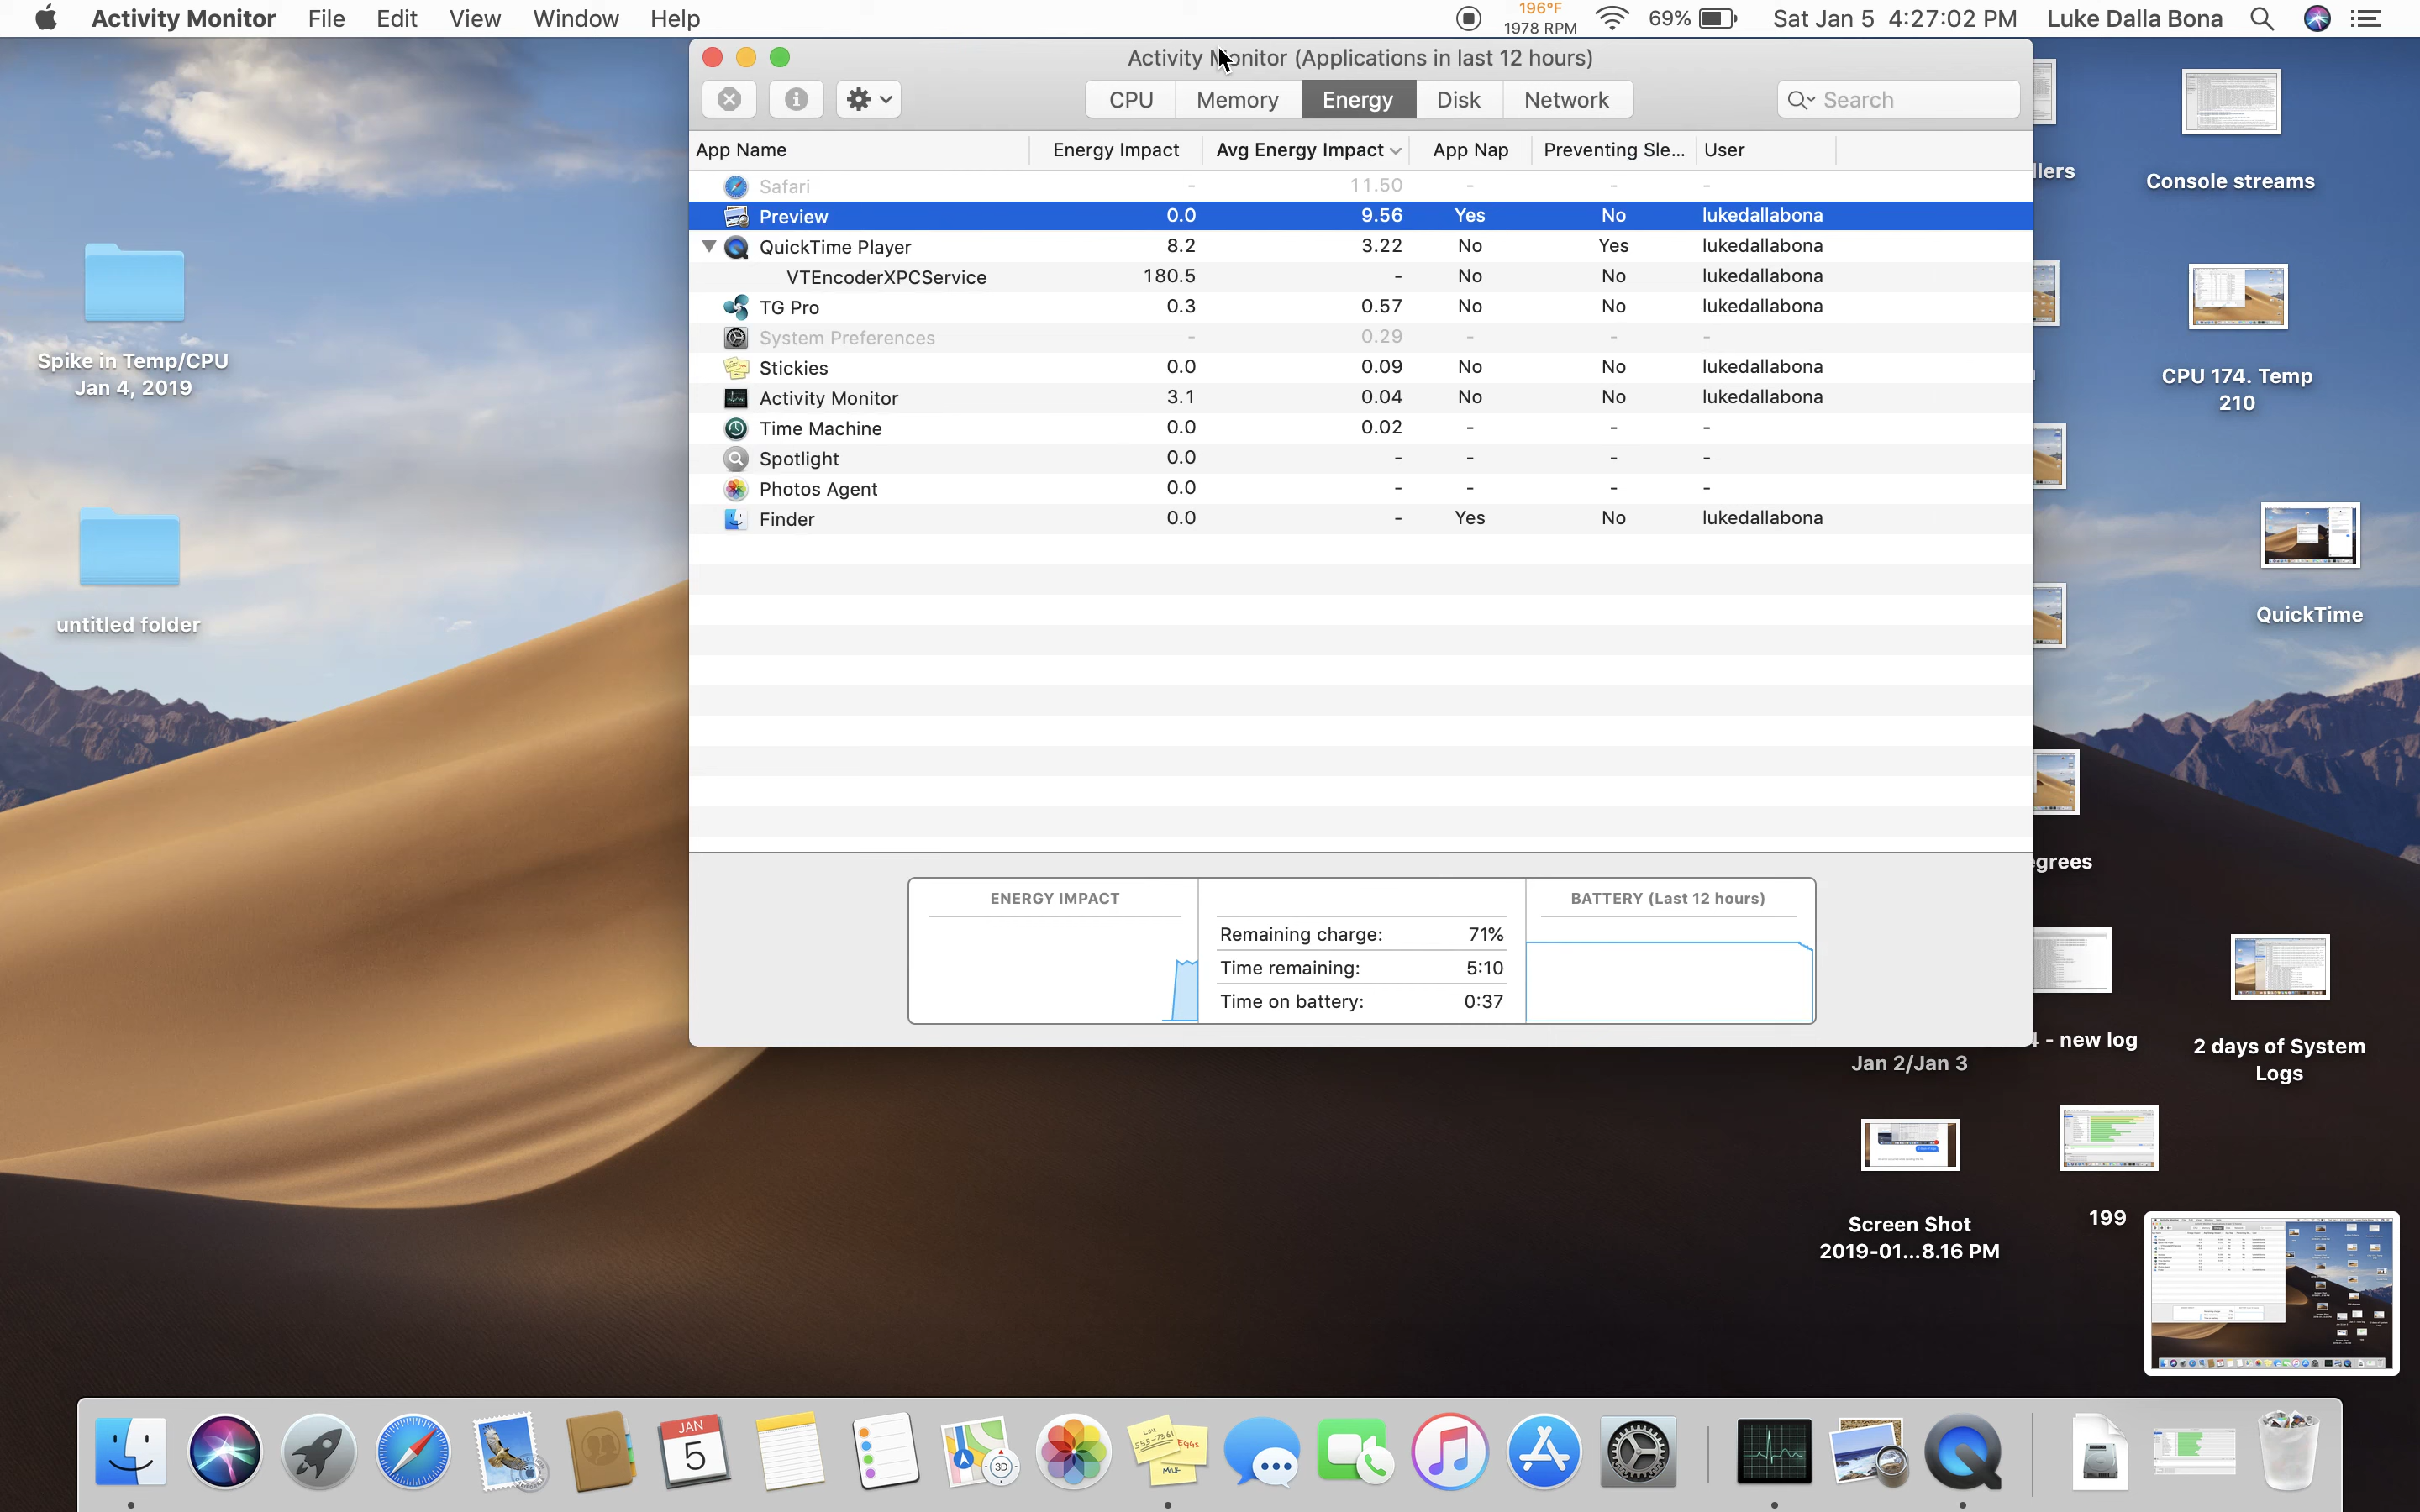 Activity Monitor File Edit View Window Help 196°F 1978 RPM 69% Sat Jan 5 4:27:02 PM Luke Dalla Bona
Activity Monitor (Applications in last 12 hours)
CPU Memory Energy Disk Network Search
App Name Energy Impact Avg Energy Impact App Nap Preventing Sle... User
Safari - 11.50 - - -
Preview 0.0 9.56 Yes No lukedallabona
QuickTime Player 8.2 3.22 No Yes lukedallabona
VTEncoderXPCService 180.5 - No No lukedallabona
TG Pro 0.3 0.57 No No lukedallabona
System Preferences - 0.29 - - -
Stickies 0.0 0.09 No No lukedallabona
Activity Monitor 3.1 0.04 No No lukedallabona
Time Machine 0.0 0.02 - - -
Spotlight 0.0 - - - -
Photos Agent 0.0 - - - -
Finder 0.0 - Yes No lukedallabona
ENERGY IMPACT
Remaining charge: 71%
Time remaining: 5:10
Time on battery: 0:37
BATTERY (Last 12 hours)
Spike in Temp/CPU
Jan 4, 2019
untitled folder
llers
Console streams
CPU 174. Temp
210
QuickTime
egrees
- new log
Jan 2/Jan 3
2 days of System
Logs
Screen Shot
2019-01...8.16 PM
199
JAN
5
3D
EGGS
MILK